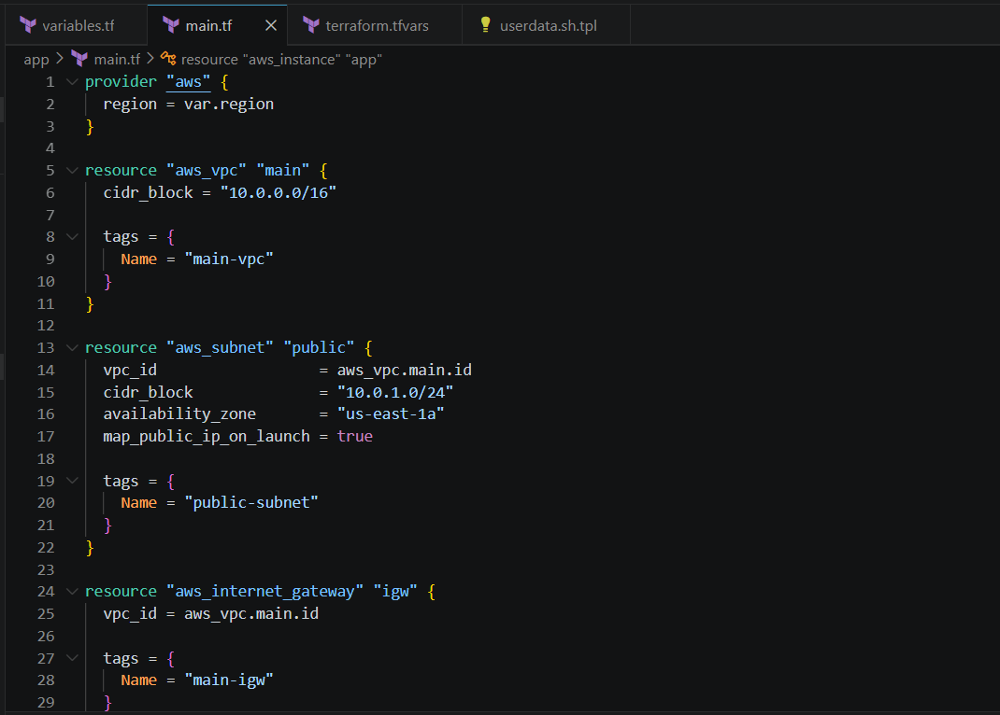 variables.tf main.tf terraform.tfvars userdata.sh.tpl
app > main.tf > resource "aws_instance" "app"
1 provider "aws" {
2   region = var.region
3 }
4
5 resource "aws_vpc" "main" {
6   cidr_block = "10.0.0.0/16"
7
8   tags = {
9     Name = "main-vpc"
10   }
11 }
12
13 resource "aws_subnet" "public" {
14   vpc_id                  = aws_vpc.main.id
15   cidr_block              = "10.0.1.0/24"
16   availability_zone       = "us-east-1a"
17   map_public_ip_on_launch = true
18
19   tags = {
20     Name = "public-subnet"
21   }
22 }
23
24 resource "aws_internet_gateway" "igw" {
25   vpc_id = aws_vpc.main.id
26
27   tags = {
28     Name = "main-igw"
29   }